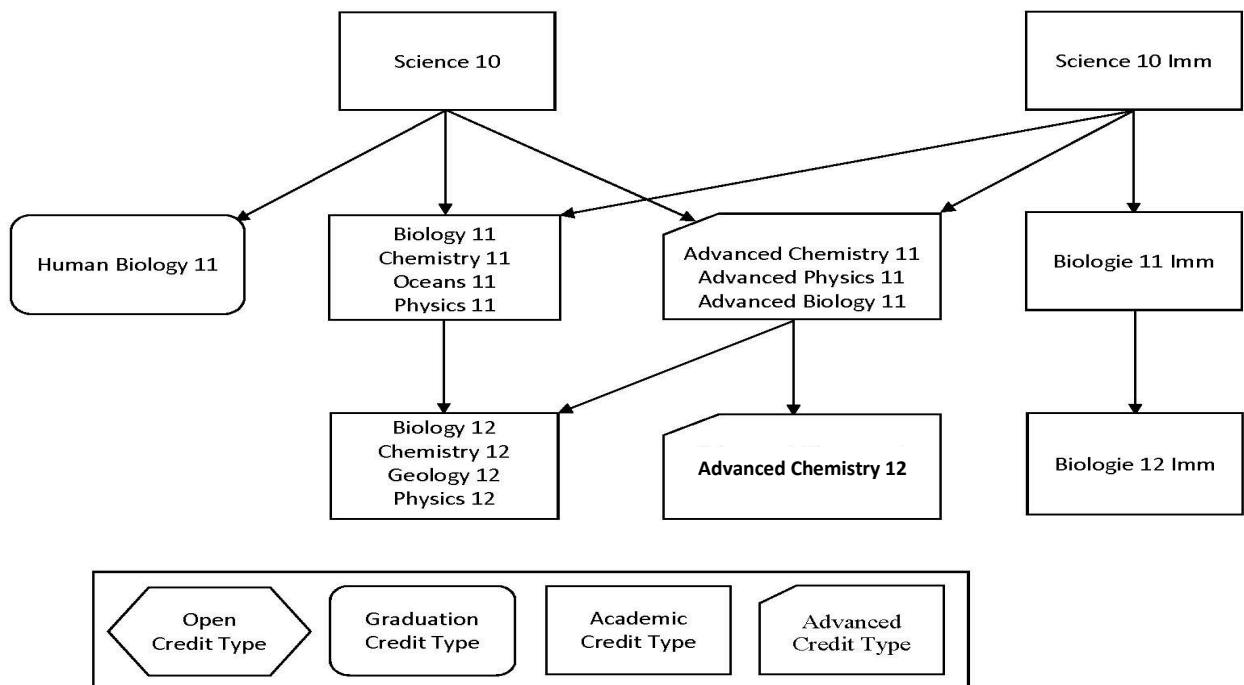 Science 10
Science 10 Imm
Human Biology 11
Biology 11
Chemistry 11
Oceans 11
Physics 11
Advanced Chemistry 11
Advanced Physics 11
Advanced Biology 11
Biologie 11 Imm
Biology 12
Chemistry 12
Geology 12
Physics 12
Advanced Chemistry 12
Biologie 12 Imm
Open
Credit Type
Graduation
Credit Type
Academic
Credit Type
Advanced
Credit Type